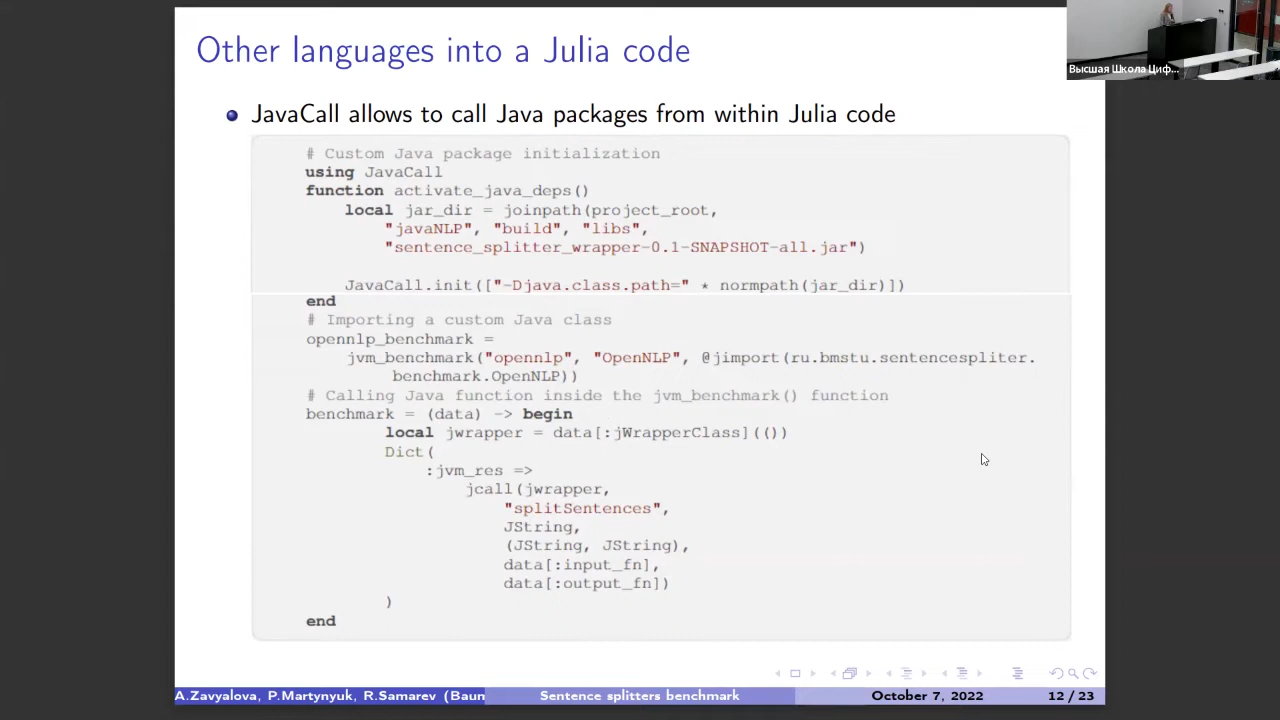 Other languages into a Julia code
Высшая Школа Циф...
JavaCall allows to call Java packages from within Julia code
# Custom Java package initialization
using JavaCall
function activate_java_deps()
local jar_dir = joinpath(project_root,
"javaNLP", "build", "libs",
"sentence_splitter_wrapper-0.1-SNAPSHOT-all.jar")
JavaCall.init(["-Djava.class.path=" * normpath(jar_dir)])
end
# Importing a custom Java class
opennlp_benchmark =
jvm_benchmark("opennlp", "OpenNLP", @jimport(ru.bmstu.sentencespliter.
benchmark.OpenNLP))
# Calling Java function inside the jvm_benchmark() function
benchmark = (data) -> begin
local jwrapper = data[:jWrapperClass](())
Dict(
:jvm_res =>
jcall(jwrapper,
"splitSentences",
JString,
(JString, JString),
data[:input_fn],
data[:output_fn])
)
end
A.Zavyalova, P.Martynyuk, R.Samarev (Baum
Sentence splitters benchmark
October 7, 2022
12 / 23